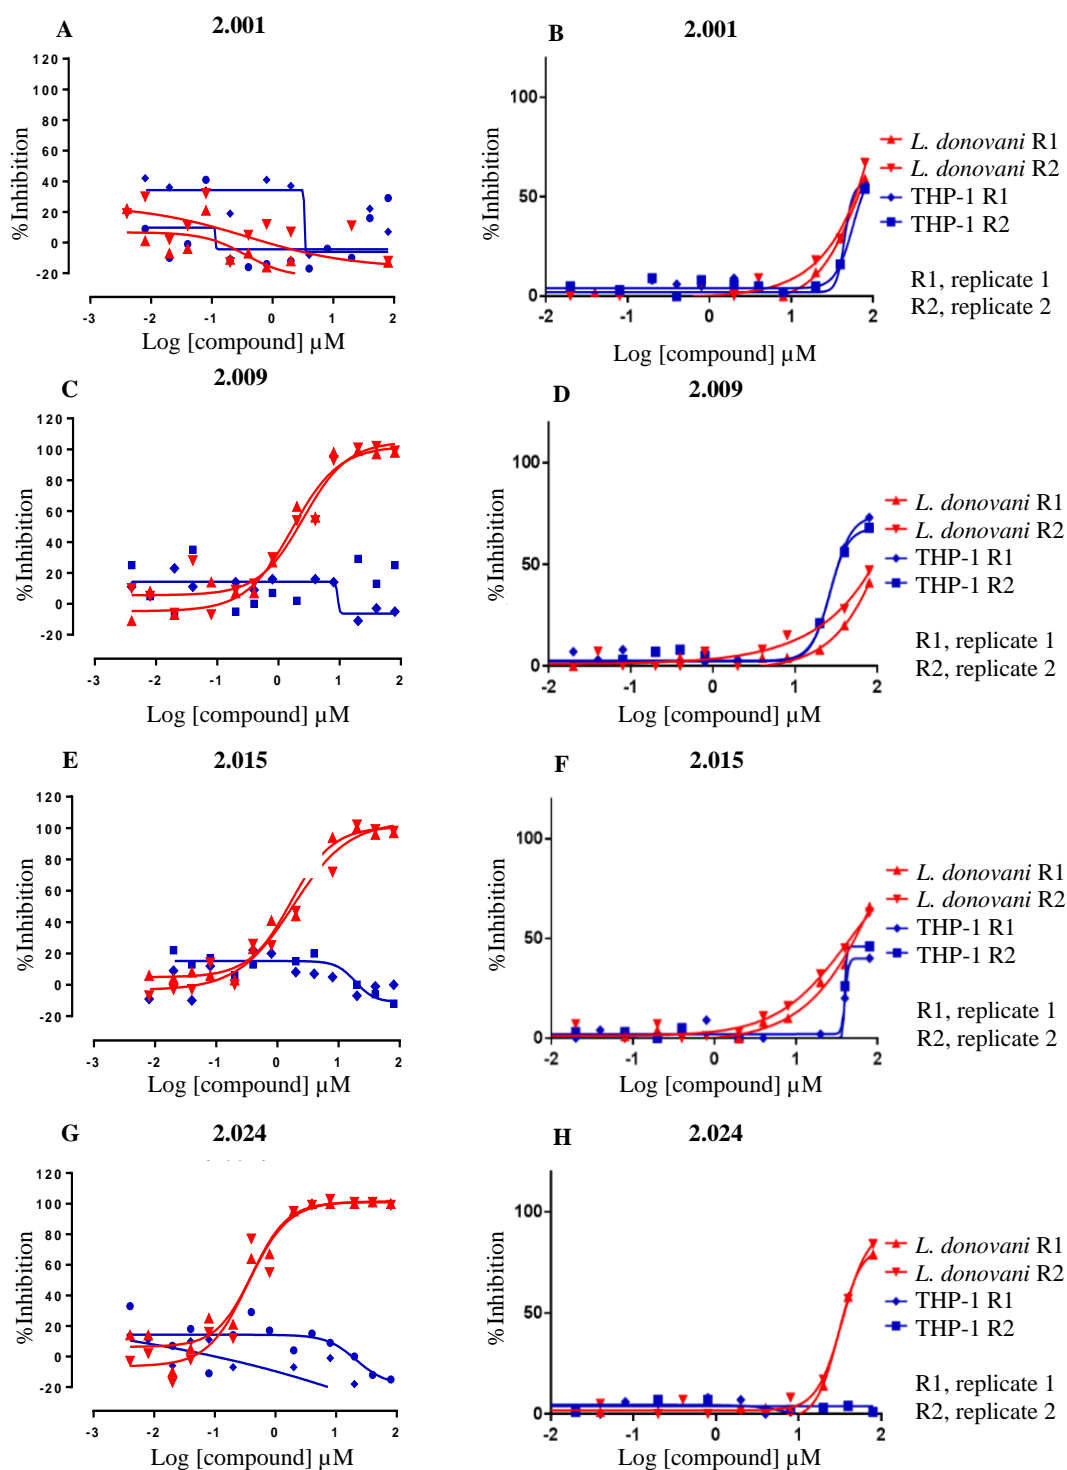 A
2.001
120
100
80
60
40
20
0
-20
% Inhibition
-3
-2
-1
0
1
2
Log [compound] µM
B
2.001
100
50
0
% Inhibition
-2
-1
0
1
2
Log [compound] µM
L. donovani R1
L. donovani R2
THP-1 R1
THP-1 R2
R1, replicate 1
R2, replicate 2
C
2.009
120
100
80
60
40
20
0
-20
% Inhibition
-3
-2
-1
0
1
2
Log [compound] µM
D
2.009
100
50
0
% Inhibition
-2
-1
0
1
2
Log [compound] µM
L. donovani R1
L. donovani R2
THP-1 R1
THP-1 R2
R1, replicate 1
R2, replicate 2
E
2.015
120
100
80
60
40
20
0
-20
% Inhibition
-3
-2
-1
0
1
2
Log [compound] µM
F
2.015
100
50
0
% Inhibition
-2
-1
0
1
2
Log [compound] µM
L. donovani R1
L. donovani R2
THP-1 R1
THP-1 R2
R1, replicate 1
R2, replicate 2
G
2.024
120
100
80
60
40
20
0
-20
% Inhibition
-3
-2
-1
0
1
2
Log [compound] µM
H
2.024
100
50
0
% Inhibition
-2
-1
0
1
2
Log [compound] µM
L. donovani R1
L. donovani R2
THP-1 R1
THP-1 R2
R1, replicate 1
R2, replicate 2